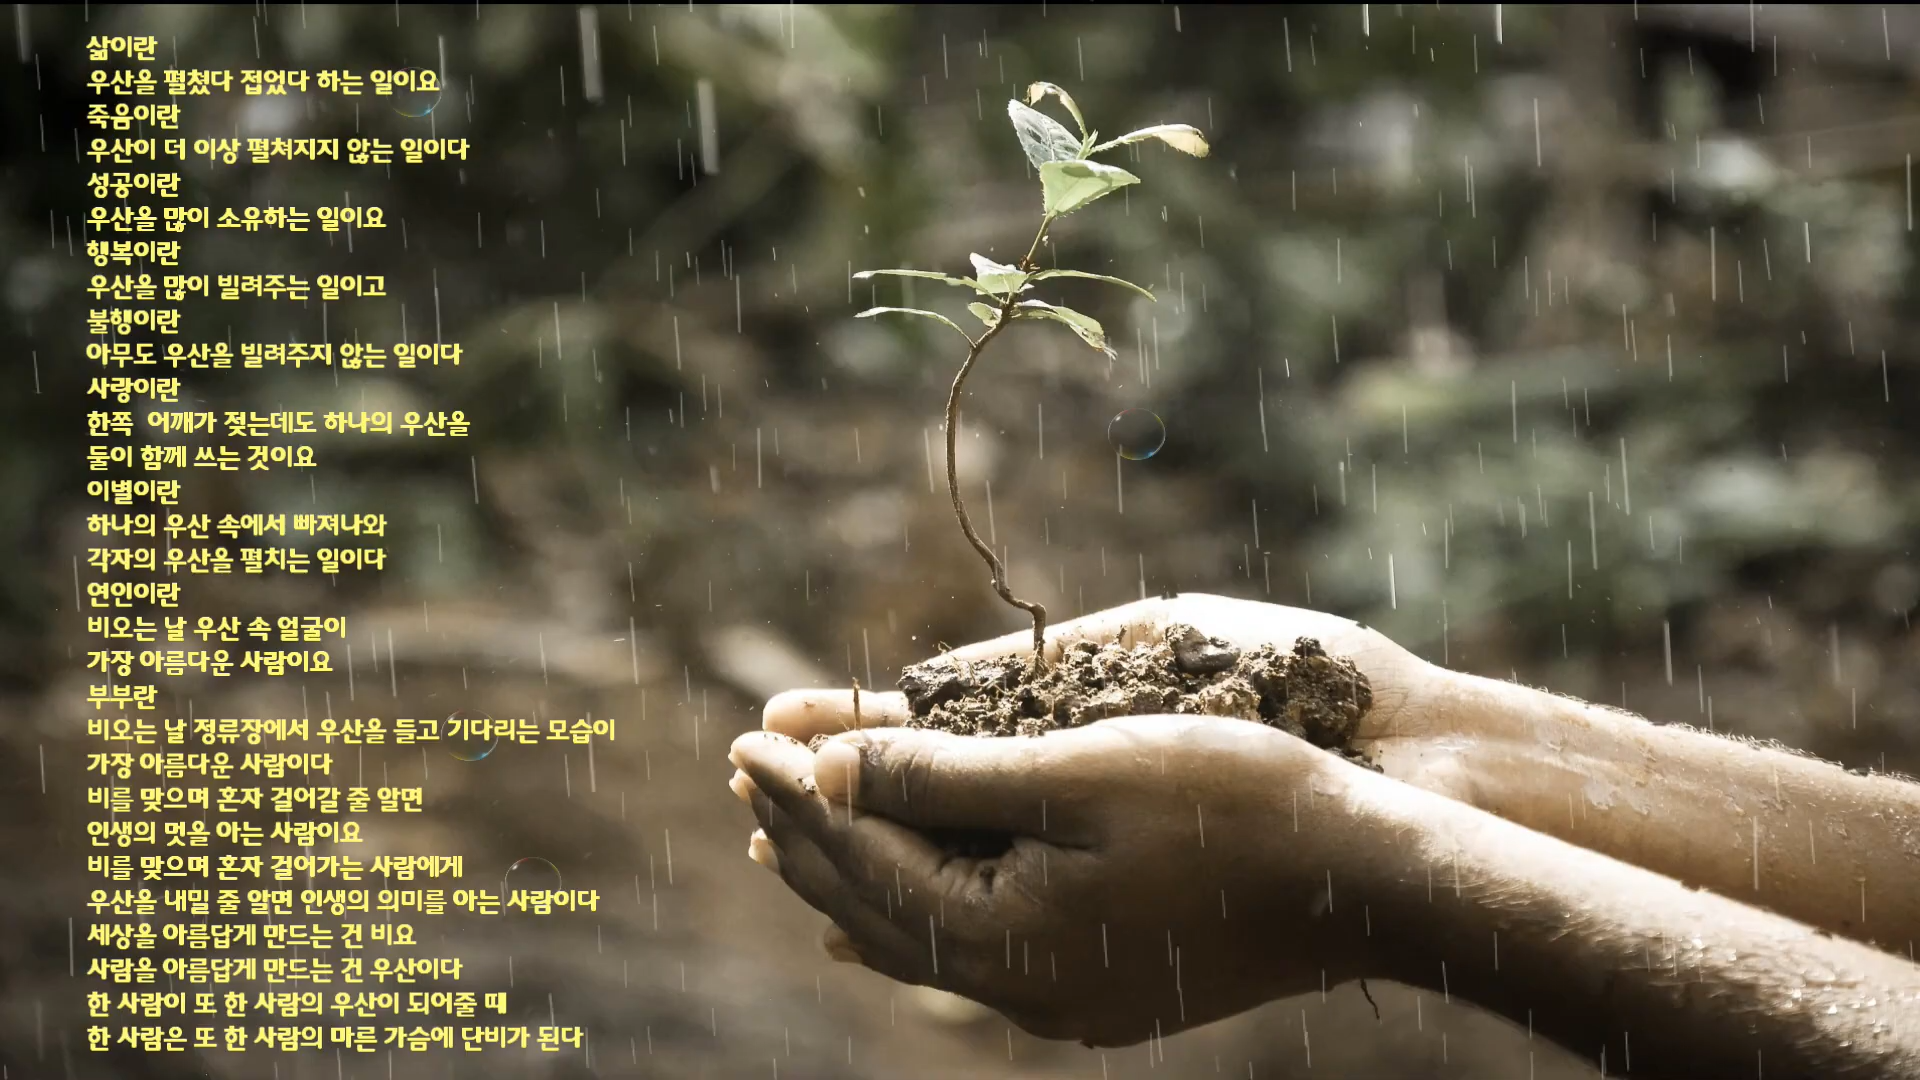 삶이란
우산을 펼쳤다 접었다 하는 일이요
죽음이란
우산이 더 이상 펼쳐지지 않는 일이다
성공이란
우산을 많이 소유하는 일이요
행복이란
우산을 많이 빌려주는 일이고
불행이란
아무도 우산을 빌려주지 않는 일이다
사랑이란
한쪽 어깨가 젖는데도 하나의 우산을
둘이 함께 쓰는 것이요
이별이란
하나의 우산 속에서 빠져나와
각자의 우산을 펼치는 일이다
연인이란
비오는 날 우산 속 얼굴이
가장 아름다운 사람이요
부부란
비오는 날 정류장에서 우산을 들고 기다리는 모습이
가장 아름다운 사람이다
비를 맞으며 혼자 걸어갈 줄 알면
인생의 멋을 아는 사람이요
비를 맞으며 혼자 걸어가는 사람에게
우산을 내밀 줄 알면 인생의 의미를 아는 사람이다
세상을 아름답게 만드는 건 비요
사람을 아름답게 만드는 건 우산이다
한 사람이 또 한 사람의 우산이 되어줄 때
한 사람은 또 한 사람의 마른 가슴에 단비가 된다